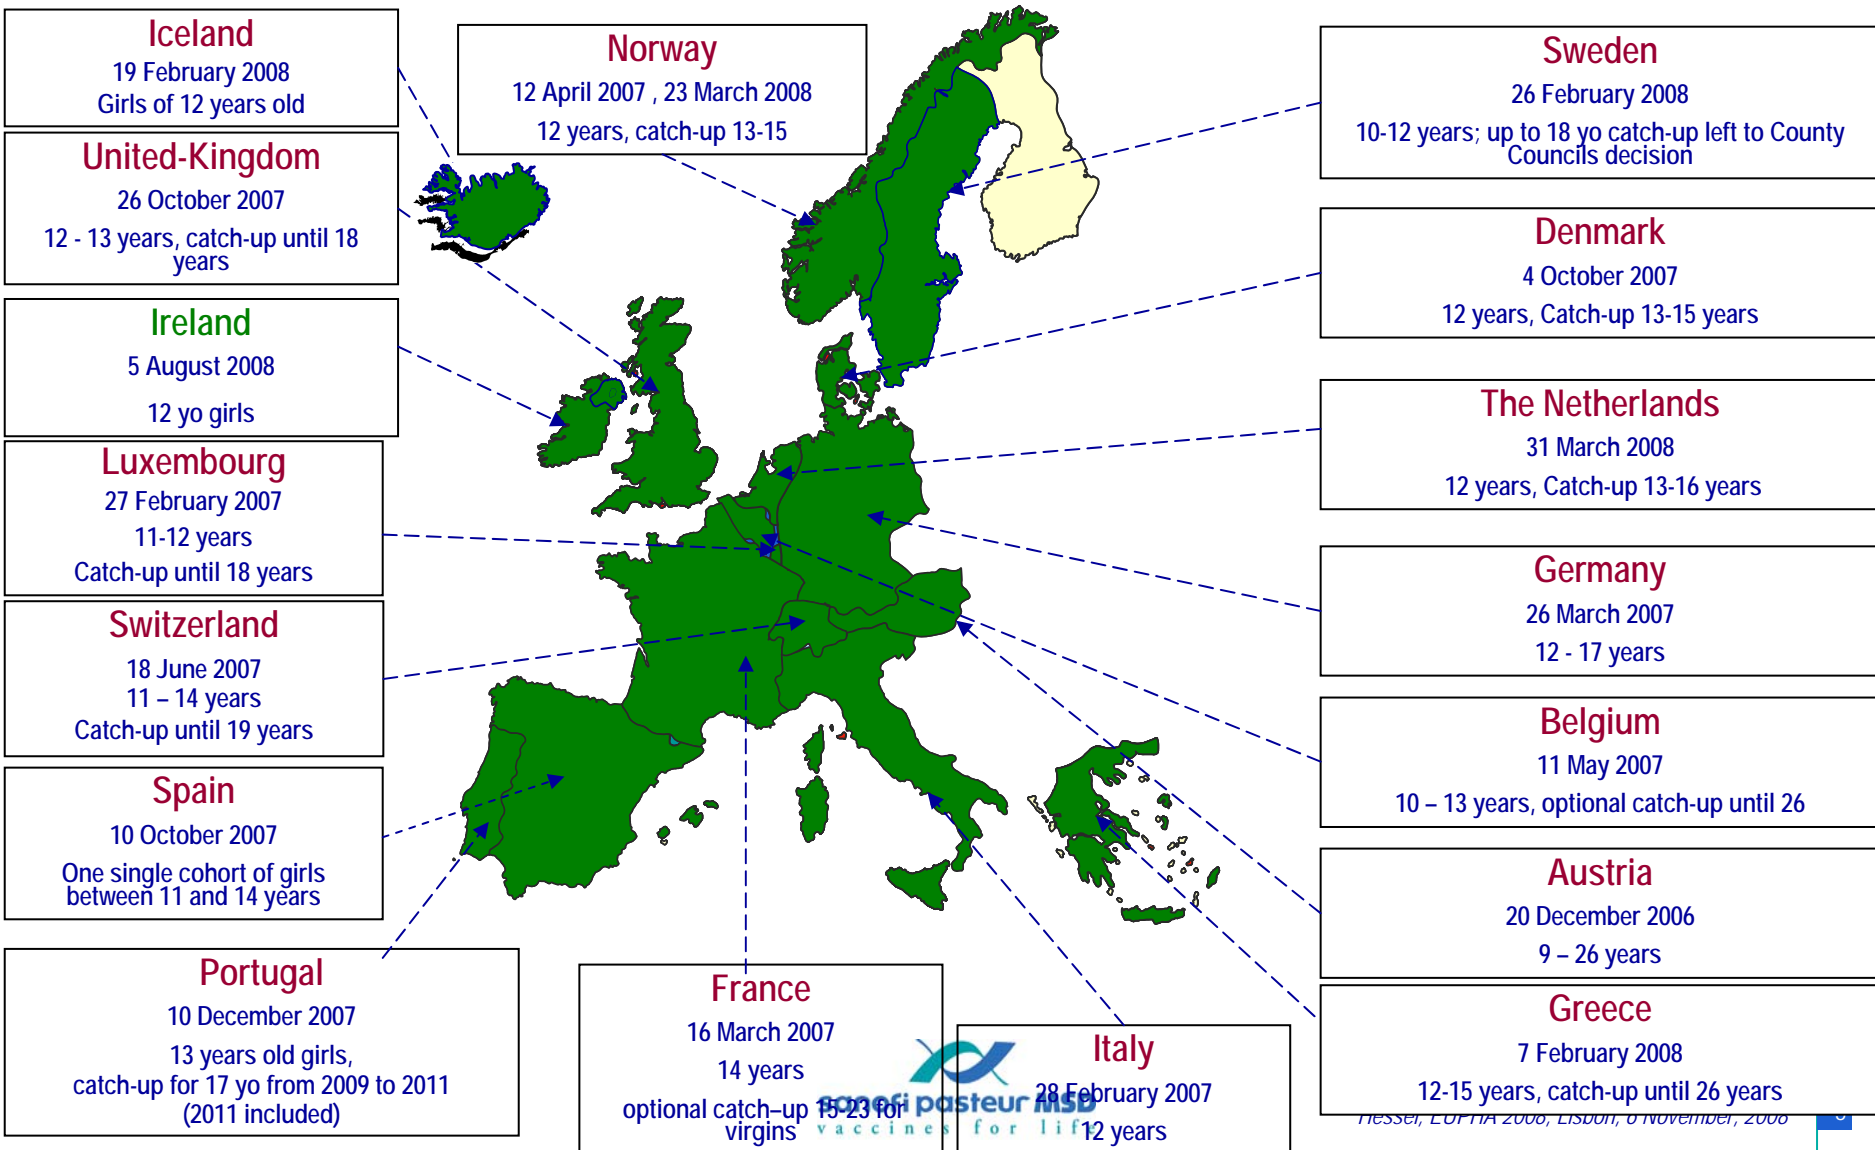 Iceland
19 February 2008
Girls of 12 years old
United-Kingdom
26 October 2007
12 - 13 years, catch-up until 18
years
Ireland
5 August 2008
12 yo girls
Luxembourg
27 February 2007
11-12 years
Catch-up until 18 years
Switzerland
18 June 2007
11 – 14 years
Catch-up until 19 years
Spain
10 October 2007
One single cohort of girls
between 11 and 14 years
Portugal
10 December 2007
13 years old girls,
catch-up for 17 yo from 2009 to 2011
(2011 included)
Norway
12 April 2007 , 23 March 2008
12 years, catch-up 13-15
France
16 March 2007
14 years
optional catch–up 15-23 for
virgins
sanofi pasteur MSD
vaccines for life
Italy
28 February 2007
12 years
Sweden
26 February 2008
10-12 years; up to 18 yo catch-up left to County
Councils decision
Denmark
4 October 2007
12 years, Catch-up 13-15 years
The Netherlands
31 March 2008
12 years, Catch-up 13-16 years
Germany
26 March 2007
12 - 17 years
Belgium
11 May 2007
10 – 13 years, optional catch-up until 26
Austria
20 December 2006
9 – 26 years
Greece
7 February 2008
12-15 years, catch-up until 26 years
Hessel, EUPHA 2008, Lisbon, 6 November, 2008